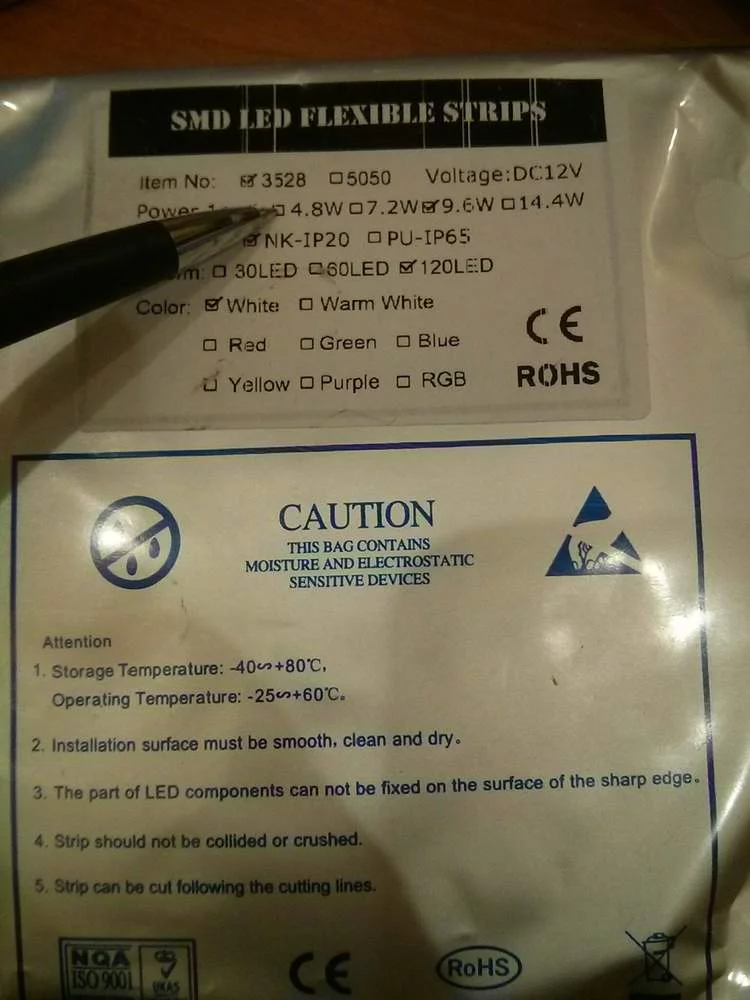 SMD LED FLEXIBLE STRIPS
Item No: ☑3528 ☐5050 Voltage:DC12V
Power ☐4.8W ☐7.2W ☑9.6W ☐14.4W
☑NK-IP20 ☐PU-IP65
m: ☐ 30LED ☐60LED ☑120LED
Color: ☑White ☐ Warm White
☐ Red ☐Green ☐ Blue
☐ Yellow ☐Purple ☐ RGB
CE
ROHS
CAUTION
THIS BAG CONTAINS
MOISTURE AND ELECTROSTATIC
SENSITIVE DEVICES
Attention
1. Storage Temperature: -40∽+80℃,
Operating Temperature: -25∽+60℃。
2. Installation surface must be smooth, clean and dry。
3. The part of LED components can not be fixed on the surface of the sharp edge。
4. Strip should not be collided or crushed.
5. Strip can be cut following the cutting lines.
NQA
ISO 9001
UKAS
CE
RoHS